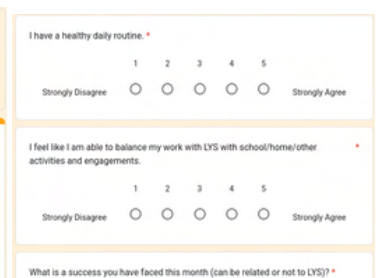 I have a healthy daily routine. *
1 2 3 4 5
Strongly Disagree Strongly Agree
I feel like I am able to balance my work with LYS with school/home/other *
activities and engagements.
1 2 3 4 5
Strongly Disagree Strongly Agree
What is a success you have faced this month (can be related or not to LYS)? *